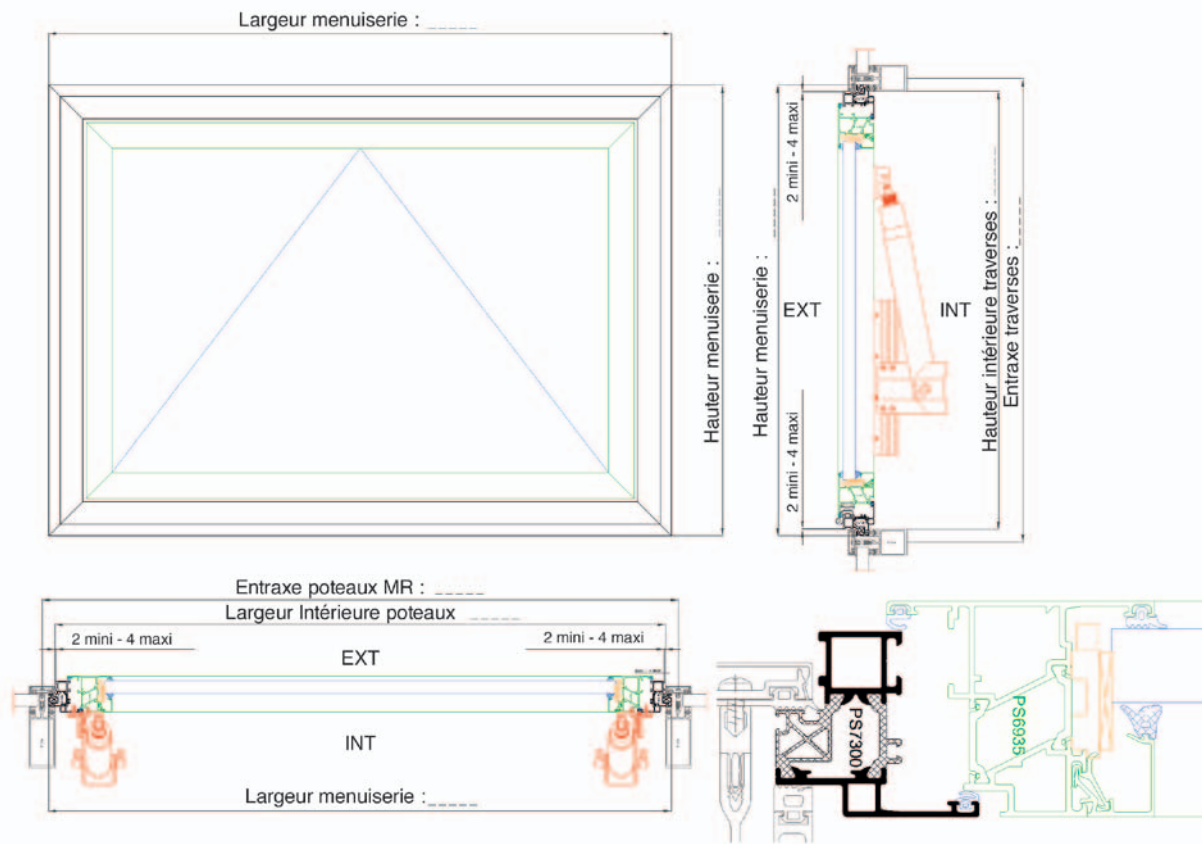 Largeur menuiserie : _____
Hauteur menuiserie : _____
Hauteur menuiserie : _____
2 mini - 4 maxi
2 mini - 4 maxi
EXT
INT
Hauteur intérieure traverses : _____
Entraxe traverses : _____
Entraxe poteaux MR : _____
Largeur Intérieure poteaux _____
2 mini - 4 maxi
2 mini - 4 maxi
EXT
INT
Largeur menuiserie : _____
PS7300
PS6935